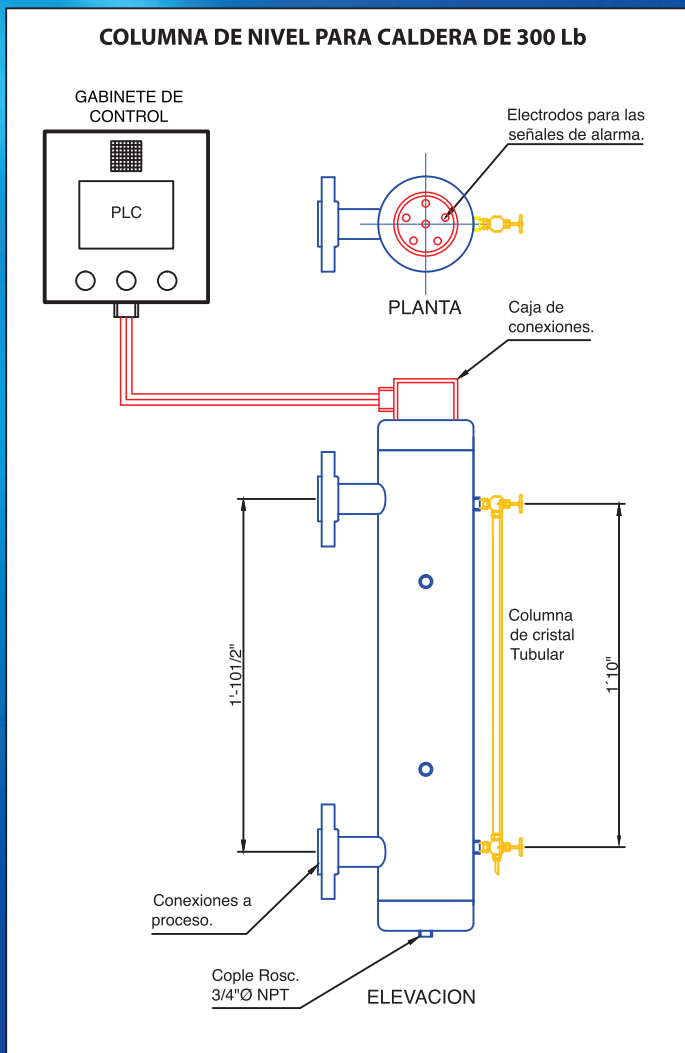 COLUMNA DE NIVEL PARA CALDERA DE 300 Lb
GABINETE DE
CONTROL
PLC
Electrodos para las
señales de alarma.
PLANTA
Caja de
conexiones.
1'-101/2"
Columna
de cristal
Tubular
1´10"
Conexiones a
proceso.
Cople Rosc.
3/4"Ø NPT
ELEVACION